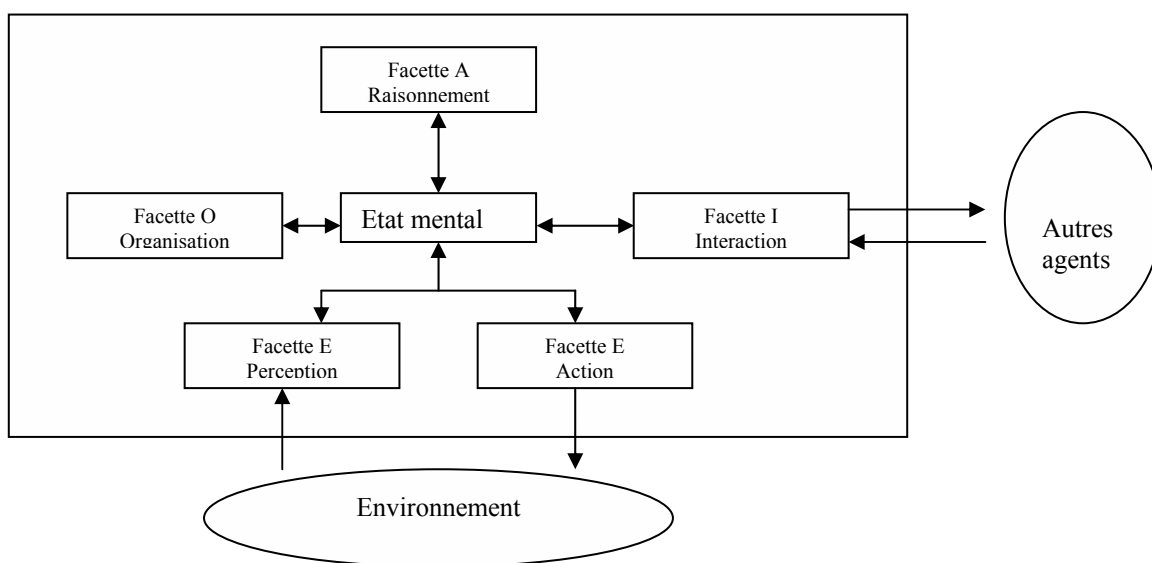 Facette A
Raisonnement
Facette O
Organisation
Etat mental
Facette I
Interaction
Autres
agents
Facette E
Perception
Facette E
Action
Environnement